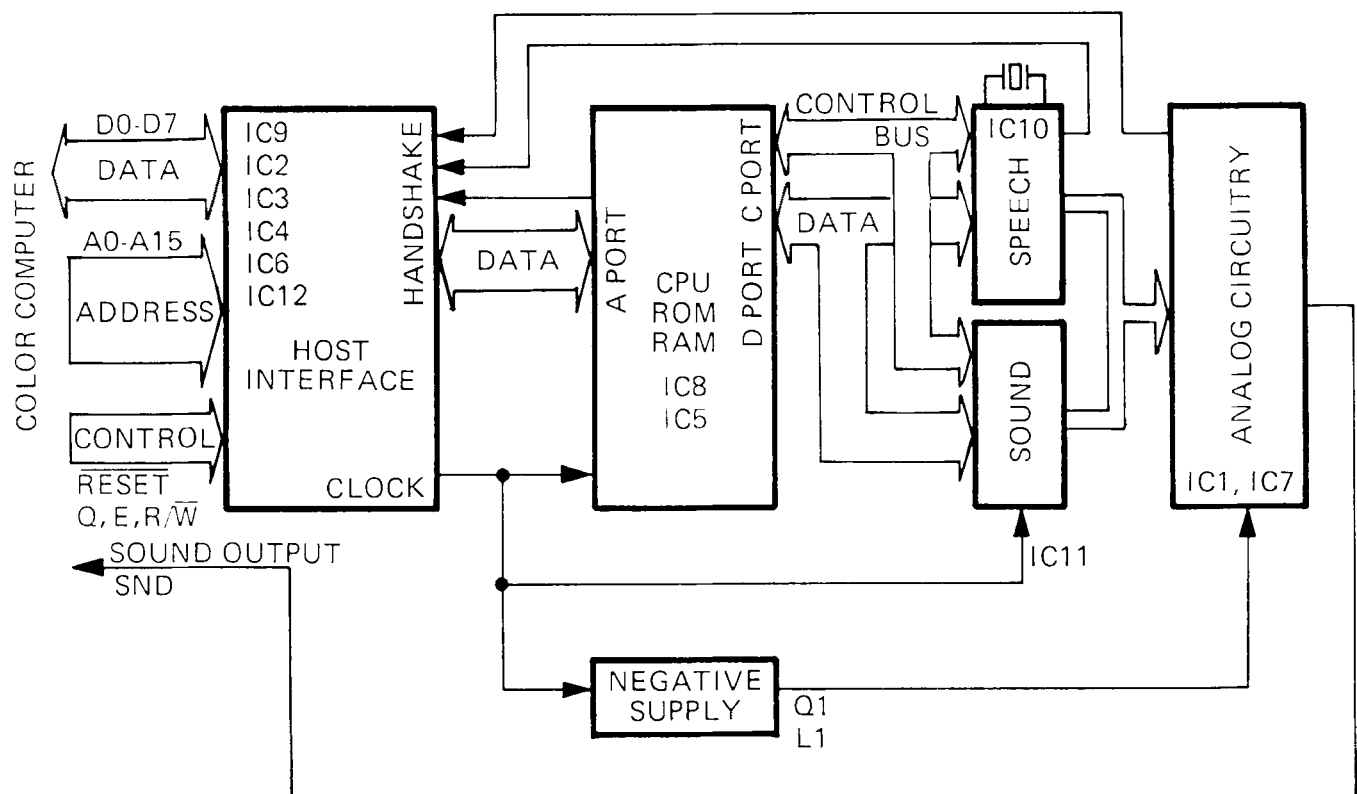 COLOR COMPUTER
D0-D7
DATA
A0-A15
ADDRESS
CONTROL
RESET
Q, E, R/W
SOUND OUTPUT
SND
IC9
IC2
IC3
IC4
IC6
IC12
HOST
INTERFACE
HANDSHAKE
CLOCK
DATA
A PORT
CPU
ROM
RAM
IC8
IC5
C PORT
D PORT
CONTROL
BUS
DATA
IC10
SPEECH
SOUND
IC11
ANALOG CIRCUITRY
IC1, IC7
NEGATIVE
SUPPLY
Q1
L1